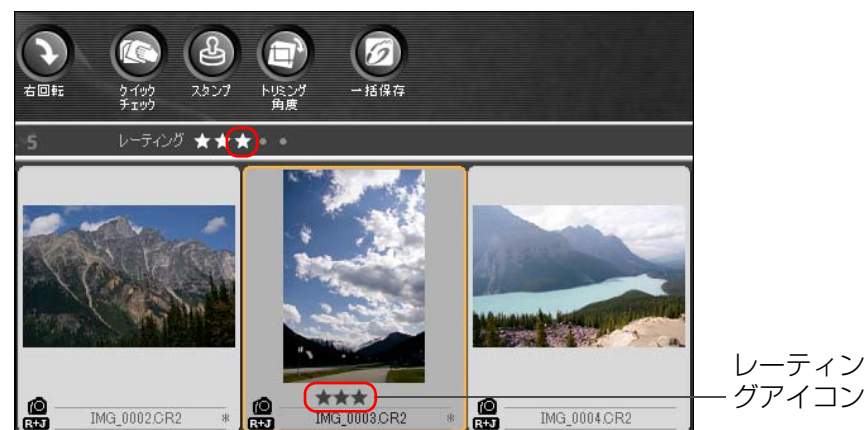 右回転
クイック
チェック
スタンプ
トリミング
角度
一括保存
5
レーティング ★★★
★★★
R+J
IMG_0002.CR2 *
R+J
IMG_0003.CR2 *
R+J
IMG_0004.CR2
レーティン
グアイコン